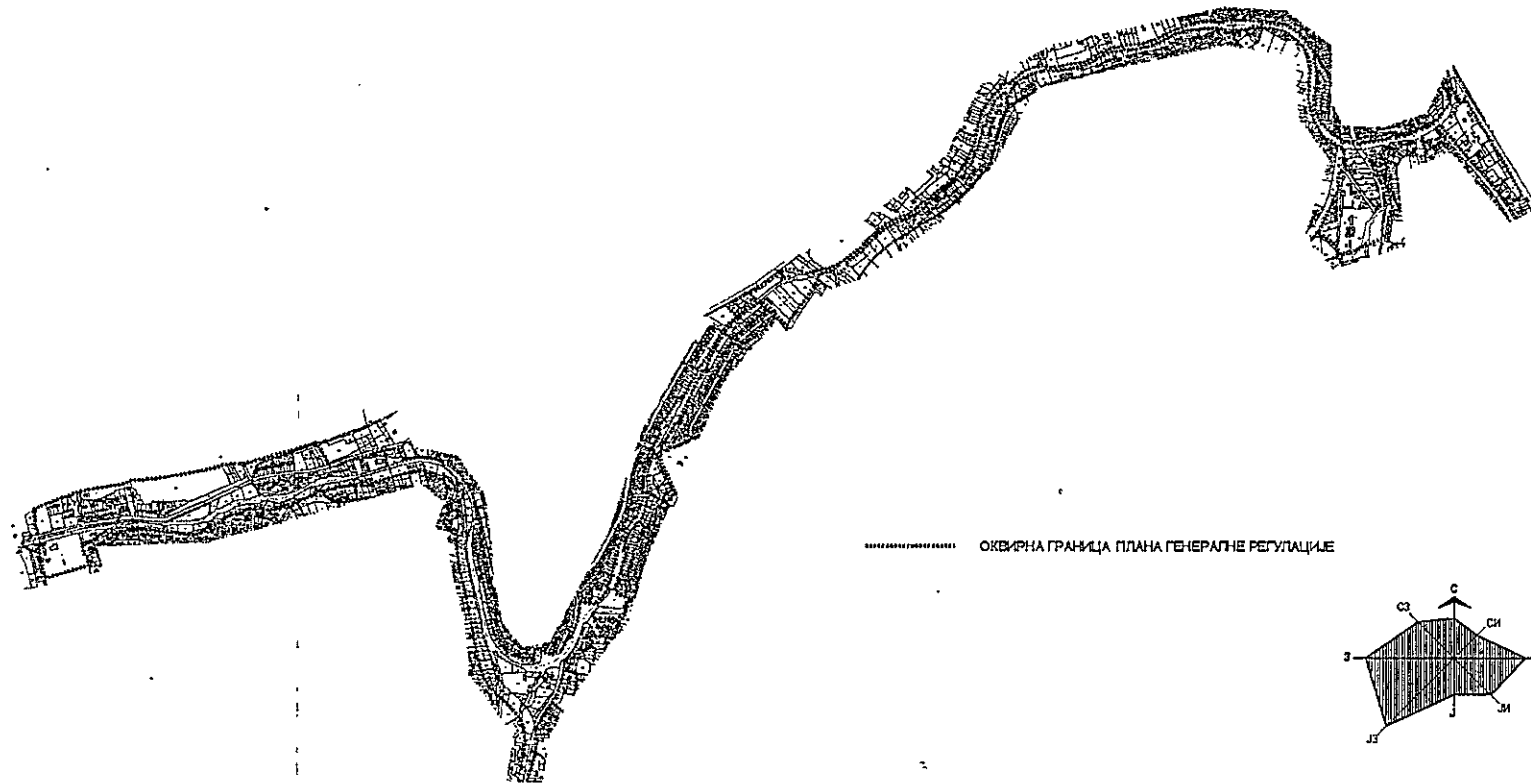 ОКВИРНА ГРАНИЦА ПЛАНА ГЕНЕРАЛНЕ РЕГУЛАЦИЈЕ
С
СЗ
СИ
З
ЈИ
Ј
ЈЗ